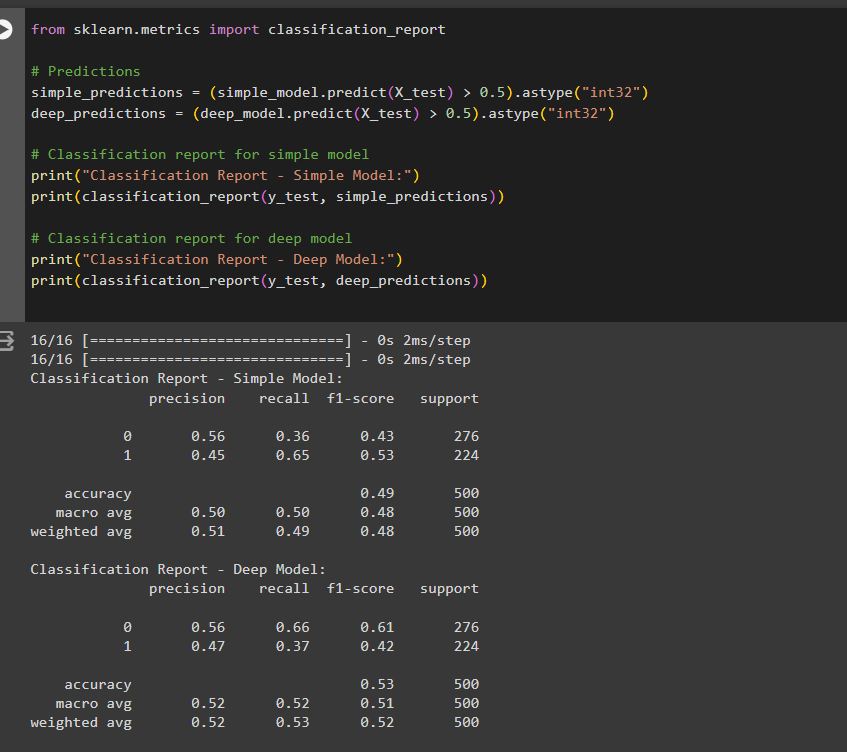 from sklearn.metrics import classification_report
# Predictions
simple_predictions = (simple_model.predict(X_test) > 0.5).astype("int32")
deep_predictions = (deep_model.predict(X_test) > 0.5).astype("int32")
# Classification report for simple model
print("Classification Report - Simple Model:")
print(classification_report(y_test, simple_predictions))
# Classification report for deep model
print("Classification Report - Deep Model:")
print(classification_report(y_test, deep_predictions))
16/16 [==============================] - 0s 2ms/step
16/16 [==============================] - 0s 2ms/step
Classification Report - Simple Model:
precision recall f1-score support
0 0.56 0.36 0.43 276
1 0.45 0.65 0.53 224
accuracy 0.49 500
macro avg 0.50 0.50 0.48 500
weighted avg 0.51 0.49 0.48 500
Classification Report - Deep Model:
precision recall f1-score support
0 0.56 0.66 0.61 276
1 0.47 0.37 0.42 224
accuracy 0.53 500
macro avg 0.52 0.52 0.51 500
weighted avg 0.52 0.53 0.52 500